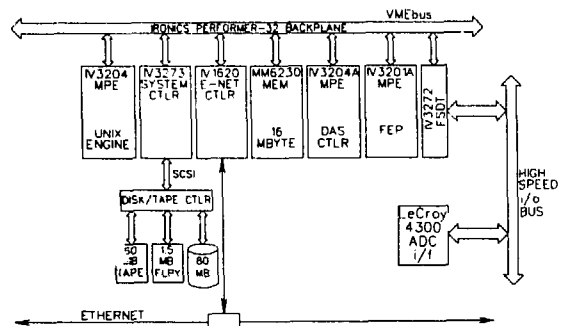 VMEbus
IRONICS PERFORMER-32 BACKPLANE
IV3204
MPE
UNIX
ENGINE
IV3273
SYSTEM
CTLR
IV1620
E-NET
CTLR
MM6230
MEM
16
MBYTE
IV3204A
MPE
DAS
CTLR
IV3201A
MPE
FEP
IV3272
FSDT
SCSI
DISK/TAPE CTLR
60
MB
TAPE
1.5
MB
FLPY
80
MB
LeCroy
4300
ADC
i/f
HIGH
SPEED
i/o
BUS
ETHERNET